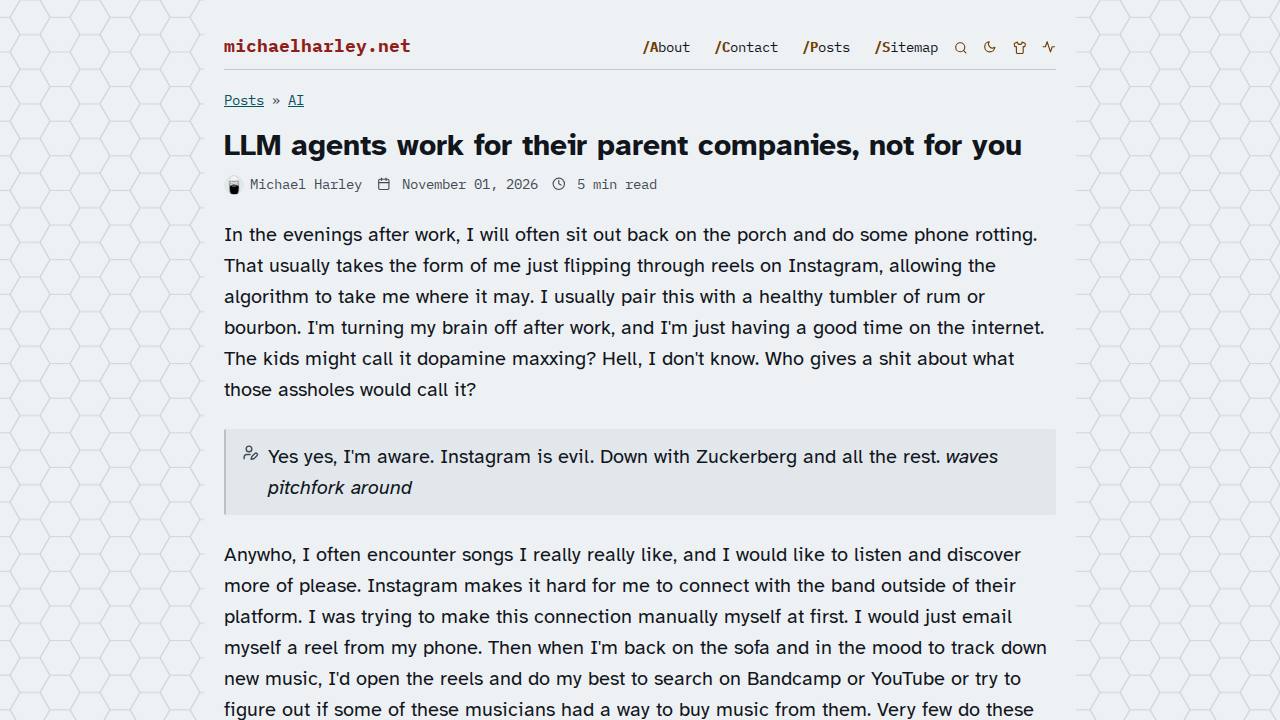 michaelharley.net /About /Contact /Posts /Sitemap
Posts » AI
LLM agents work for their parent companies, not for you
Michael Harley November 01, 2026 5 min read
In the evenings after work, I will often sit out back on the porch and do some phone rotting.
That usually takes the form of me just flipping through reels on Instagram, allowing the
algorithm to take me where it may. I usually pair this with a healthy tumbler of rum or
bourbon. I'm turning my brain off after work, and I'm just having a good time on the internet.
The kids might call it dopamine maxxing? Hell, I don't know. Who gives a shit about what
those assholes would call it?
Yes yes, I'm aware. Instagram is evil. Down with Zuckerberg and all the rest. waves
pitchfork around
Anywho, I often encounter songs I really really like, and I would like to listen and discover
more of please. Instagram makes it hard for me to connect with the band outside of their
platform. I was trying to make this connection manually myself at first. I would just email
myself a reel from my phone. Then when I'm back on the sofa and in the mood to track down
new music, I'd open the reels and do my best to search on Bandcamp or YouTube or try to
figure out if some of these musicians had a way to buy music from them. Very few do these